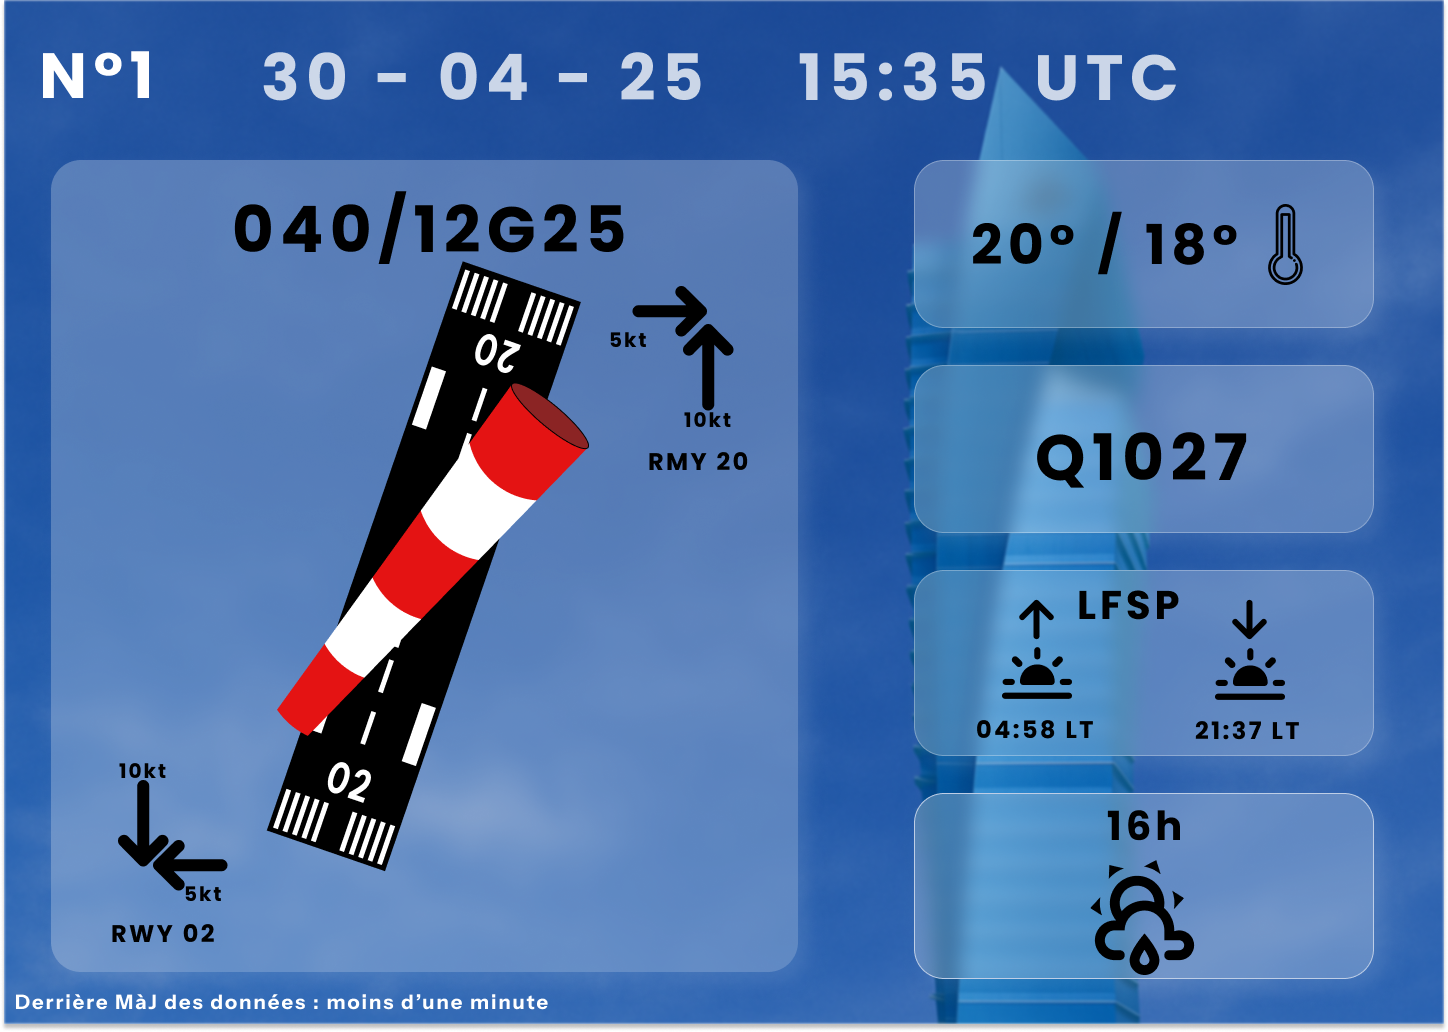 N°1 30 - 04 - 25 15:35 UTC
040/12G25
20
5kt
10kt
RMY 20
02
10kt
5kt
RWY 02
20° / 18°
Q1027
LFSP
04:58 LT 21:37 LT
16h
Derrière MàJ des données : moins d’une minute